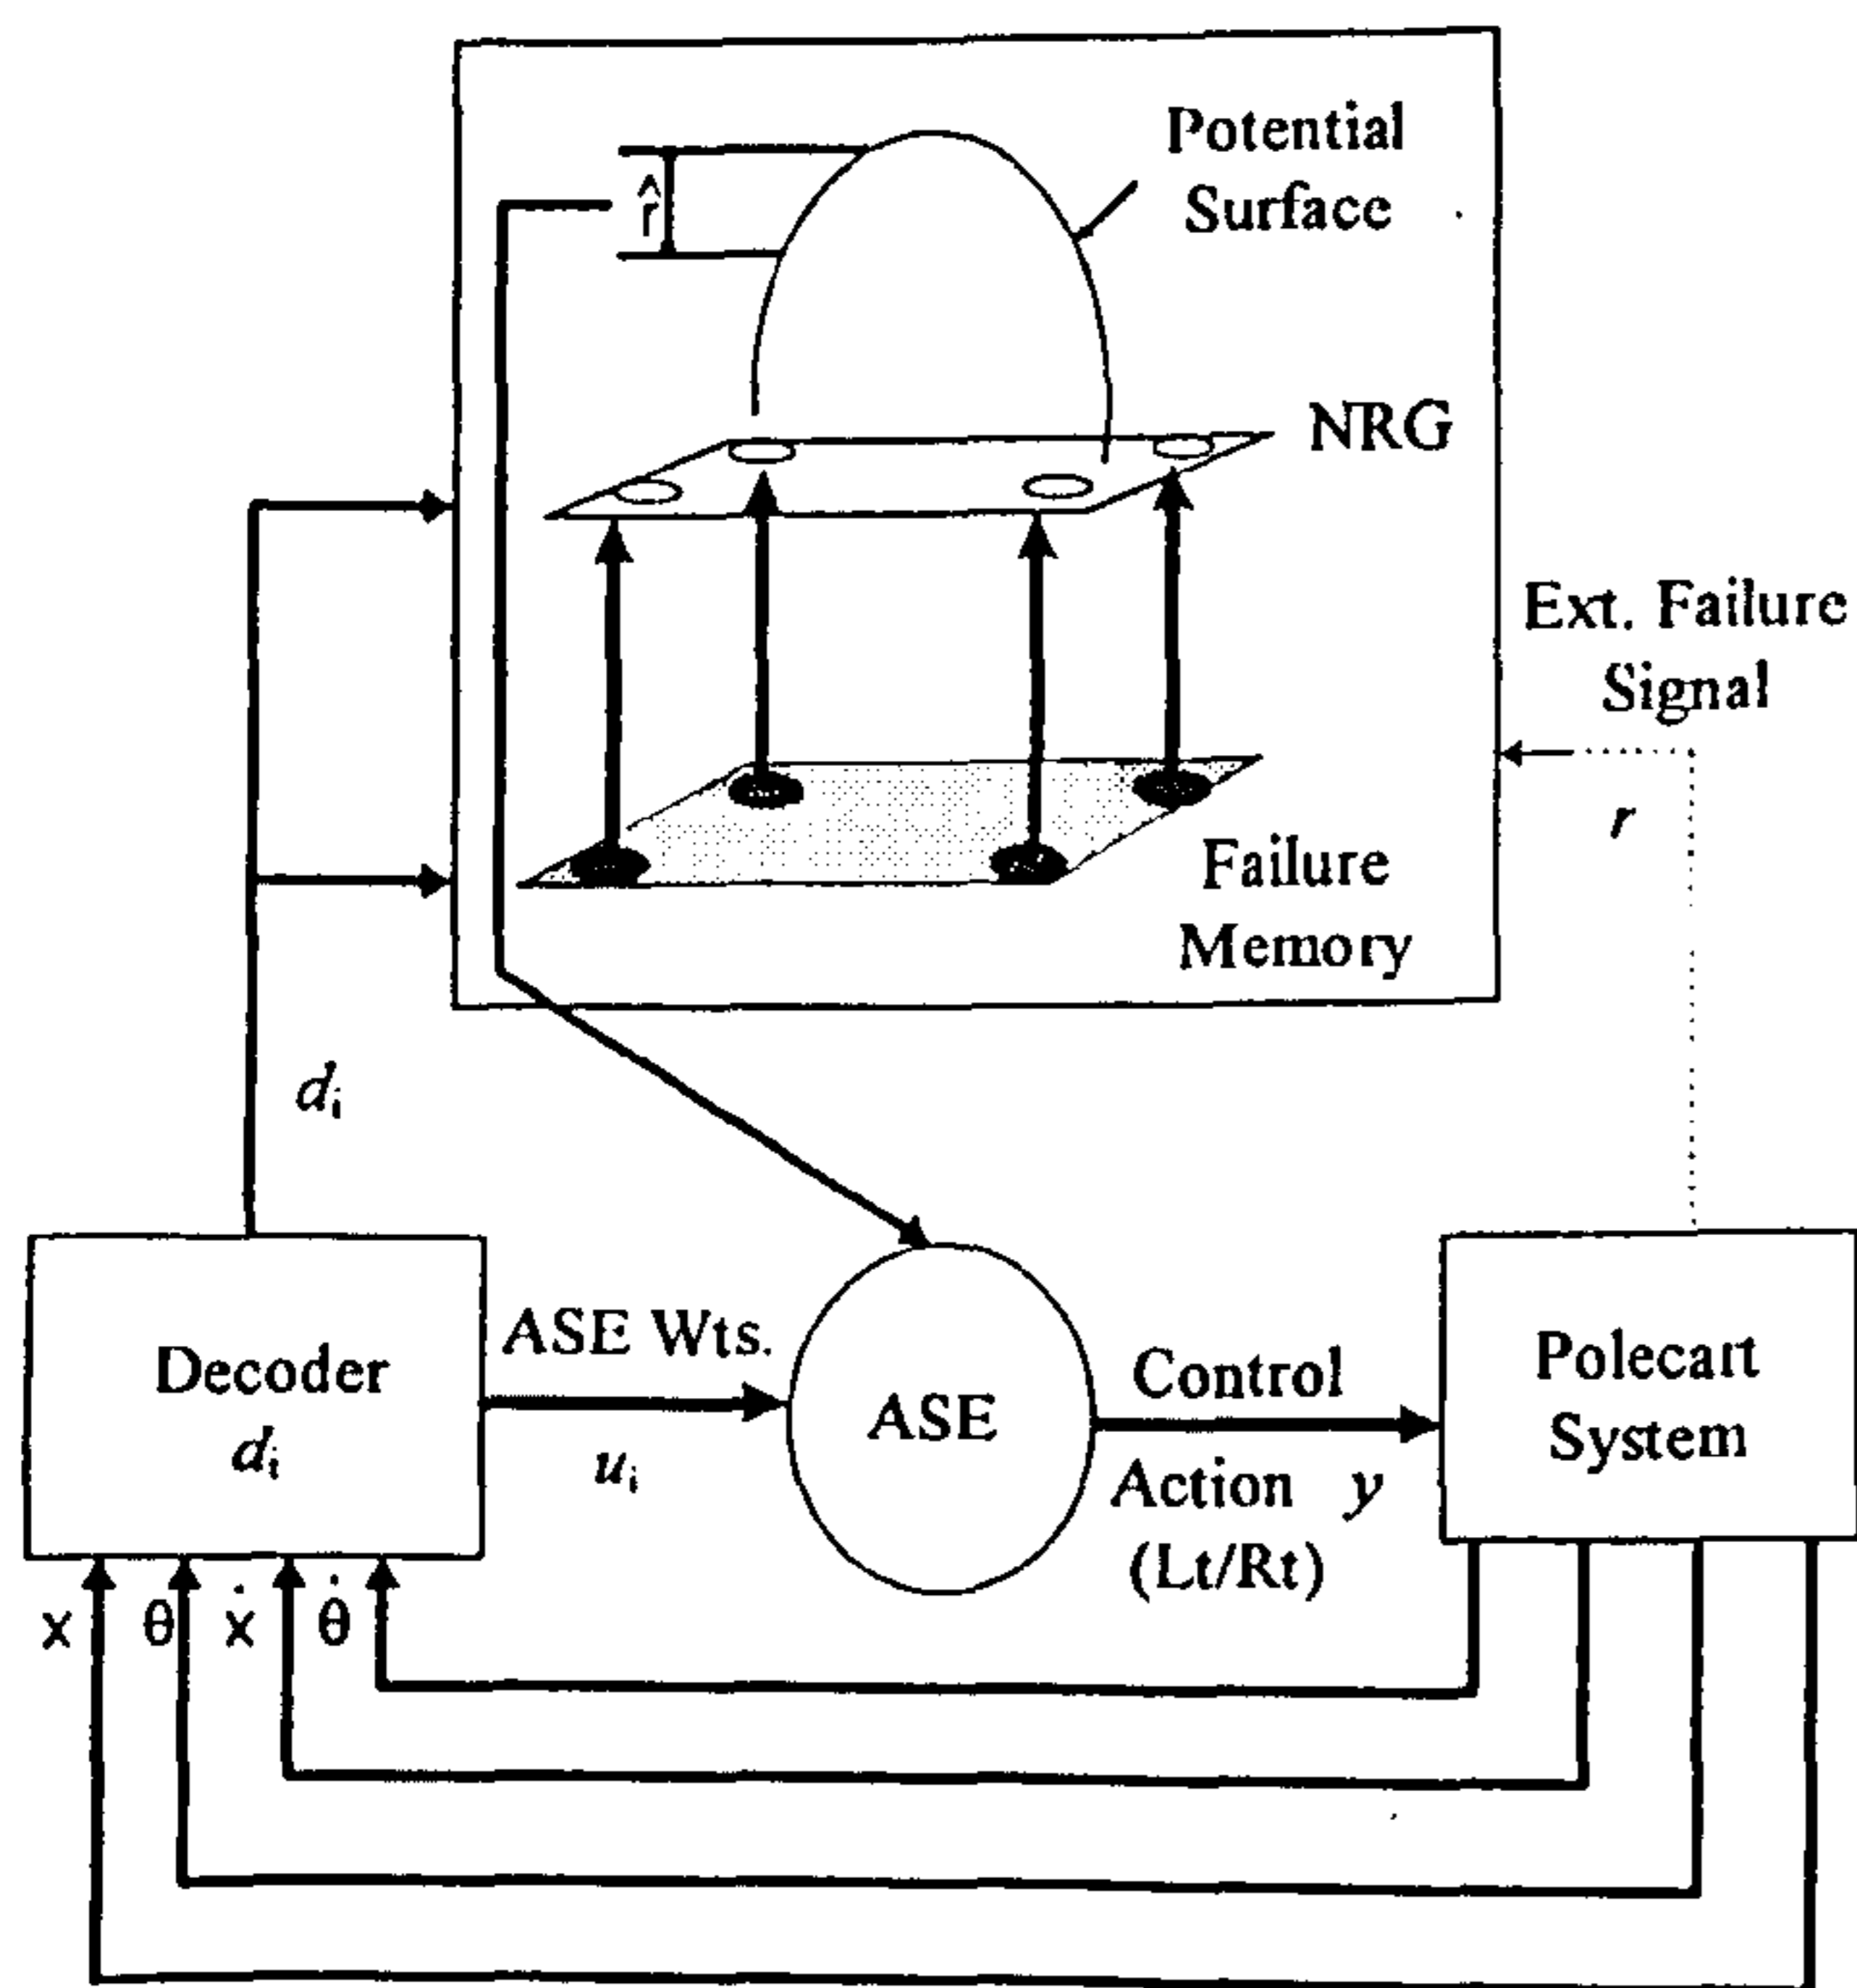 Potential
Surface
r̂
NRG
Ext. Failure
Signal
r
Failure
Memory
dᵢ
Decoder
dᵢ
ASE Wts.
uᵢ
ASE
Control
Action y
(Lt/Rt)
Polecart
System
x θ ẋ θ̇